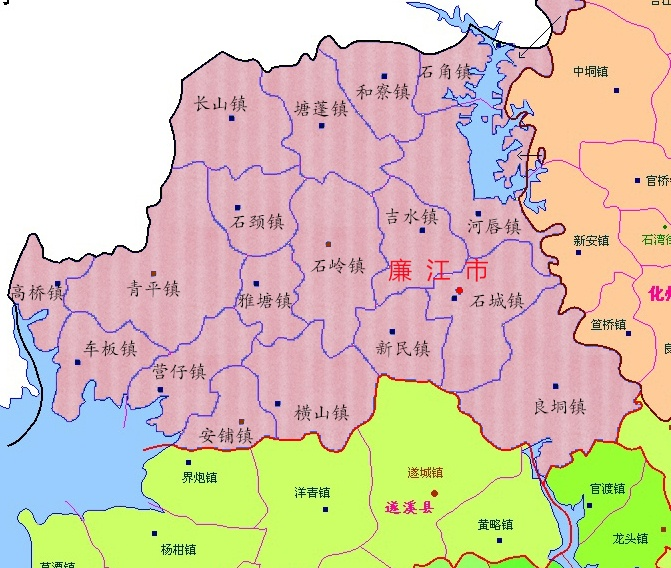 石角镇
中垌镇
和寮镇
长山镇
塘蓬镇
官桥
石颈镇
吉水镇
河唇镇
新安镇
石湾
石岭镇
廉江市
高桥镇
青平镇
雅塘镇
石城镇
化州
笪桥镇
车板镇
新民镇
良
营仔镇
横山镇
良垌镇
安铺镇
界炮镇
遂城镇
洋青镇
官渡镇
遂溪县
黄略镇
龙头镇
杨柑镇
草潭镇